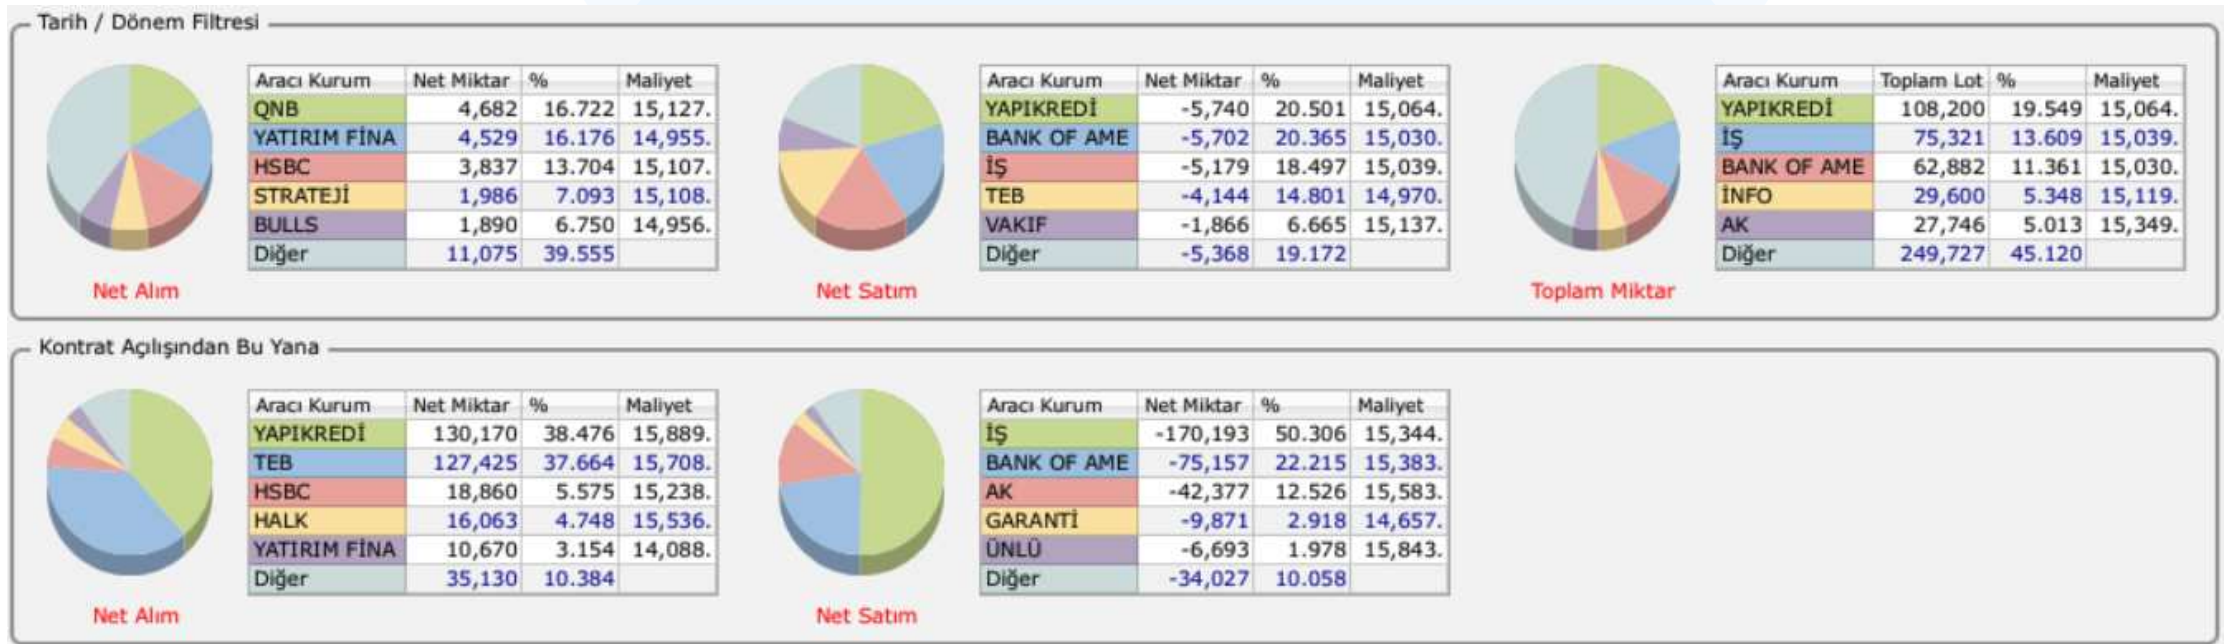 Tarih / Dönem Filtresi
Aracı Kurum Net Miktar % Maliyet
QNB 4,682 16.722 15,127.
YATIRIM FİNA 4,529 16.176 14,955.
HSBC 3,837 13.704 15,107.
STRATEJİ 1,986 7.093 15,108.
BULLS 1,890 6.750 14,956.
Diğer 11,075 39.555
Net Alım
Aracı Kurum Net Miktar % Maliyet
YAPIKREDİ -5,740 20.501 15,064.
BANK OF AME -5,702 20.365 15,030.
İŞ -5,179 18.497 15,039.
TEB -4,144 14.801 14,970.
VAKIF -1,866 6.665 15,137.
Diğer -5,368 19.172
Net Satım
Aracı Kurum Toplam Lot % Maliyet
YAPIKREDİ 108,200 19.549 15,064.
İŞ 75,321 13.609 15,039.
BANK OF AME 62,882 11.361 15,030.
İNFO 29,600 5.348 15,119.
AK 27,746 5.013 15,349.
Diğer 249,727 45.120
Toplam Miktar
Kontrat Açılışından Bu Yana
Aracı Kurum Net Miktar % Maliyet
YAPIKREDİ 130,170 38.476 15,889.
TEB 127,425 37.664 15,708.
HSBC 18,860 5.575 15,238.
HALK 16,063 4.748 15,536.
YATIRIM FİNA 10,670 3.154 14,088.
Diğer 35,130 10.384
Net Alım
Aracı Kurum Net Miktar % Maliyet
İŞ -170,193 50.306 15,344.
BANK OF AME -75,157 22.215 15,383.
AK -42,377 12.526 15,583.
GARANTİ -9,871 2.918 14,657.
ÜNLÜ -6,693 1.978 15,843.
Diğer -34,027 10.058
Net Satım